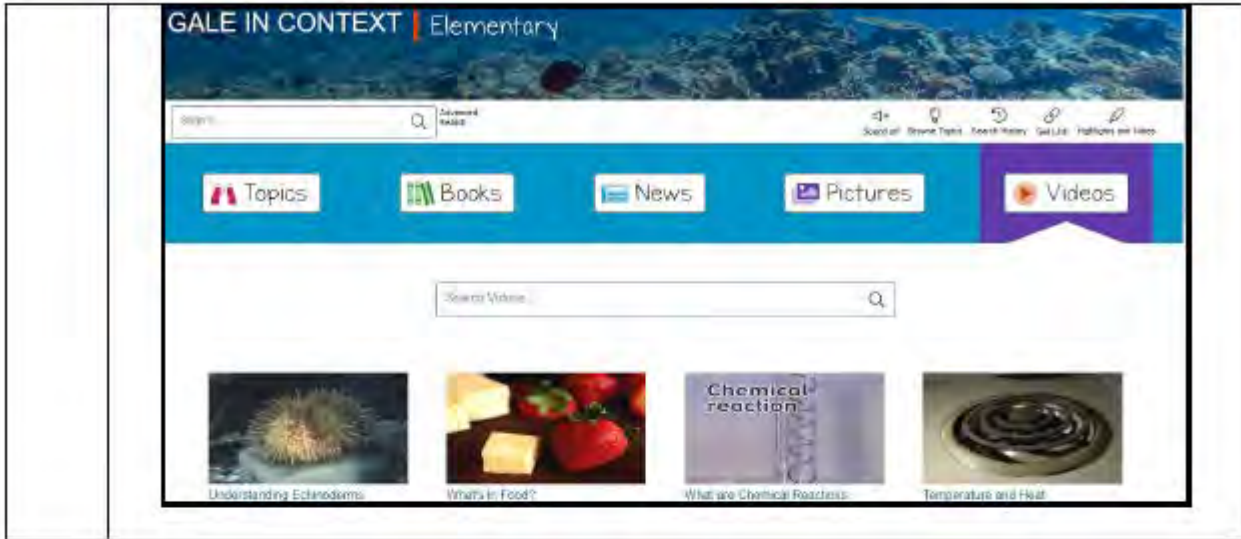 GALE IN CONTEXT | Elementary
Search...
Advanced
Search
Sound off Browse Topics Search History Get Link Highlights and Notes
Topics Books News Pictures Videos
Search Videos...
Chemical
reaction
Understanding Echinoderms What's In Food? What are Chemical Reactions Temperature and Heat